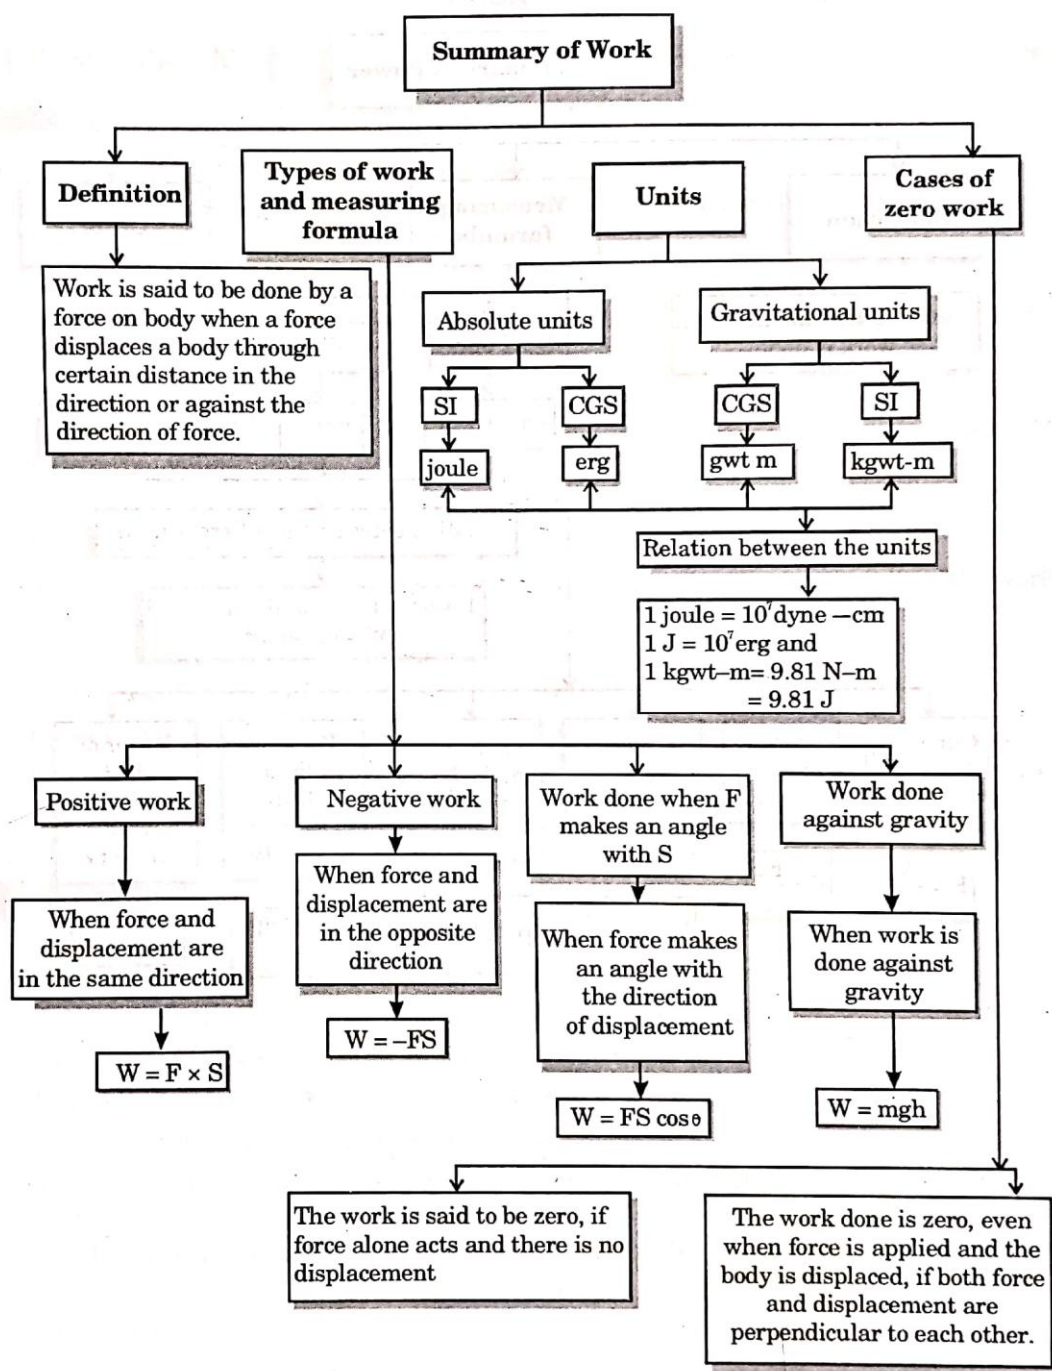 Summary of Work
Definition
Types of work
and measuring
formula
Units
Cases of
zero work
Work is said to be done by a
force on body when a force
displaces a body through
certain distance in the
direction or against the
direction of force.
Absolute units
Gravitational units
SI
CGS
CGS
SI
joule
erg
gwt m
kgwt-m
Relation between the units
1 joule = 10⁷ dyne —cm
1 J = 10⁷ erg and
1 kgwt–m= 9.81 N–m
= 9.81 J
Positive work
When force and
displacement are
in the same direction
W = F × S
Negative work
When force and
displacement are
in the opposite
direction
W = –FS
Work done when F
makes an angle
with S
When force makes
an angle with
the direction
of displacement
W = FS cosθ
Work done
against gravity
When work is
done against
gravity
W = mgh
The work is said to be zero, if
force alone acts and there is no
displacement
The work done is zero, even
when force is applied and the
body is displaced, if both force
and displacement are
perpendicular to each other.